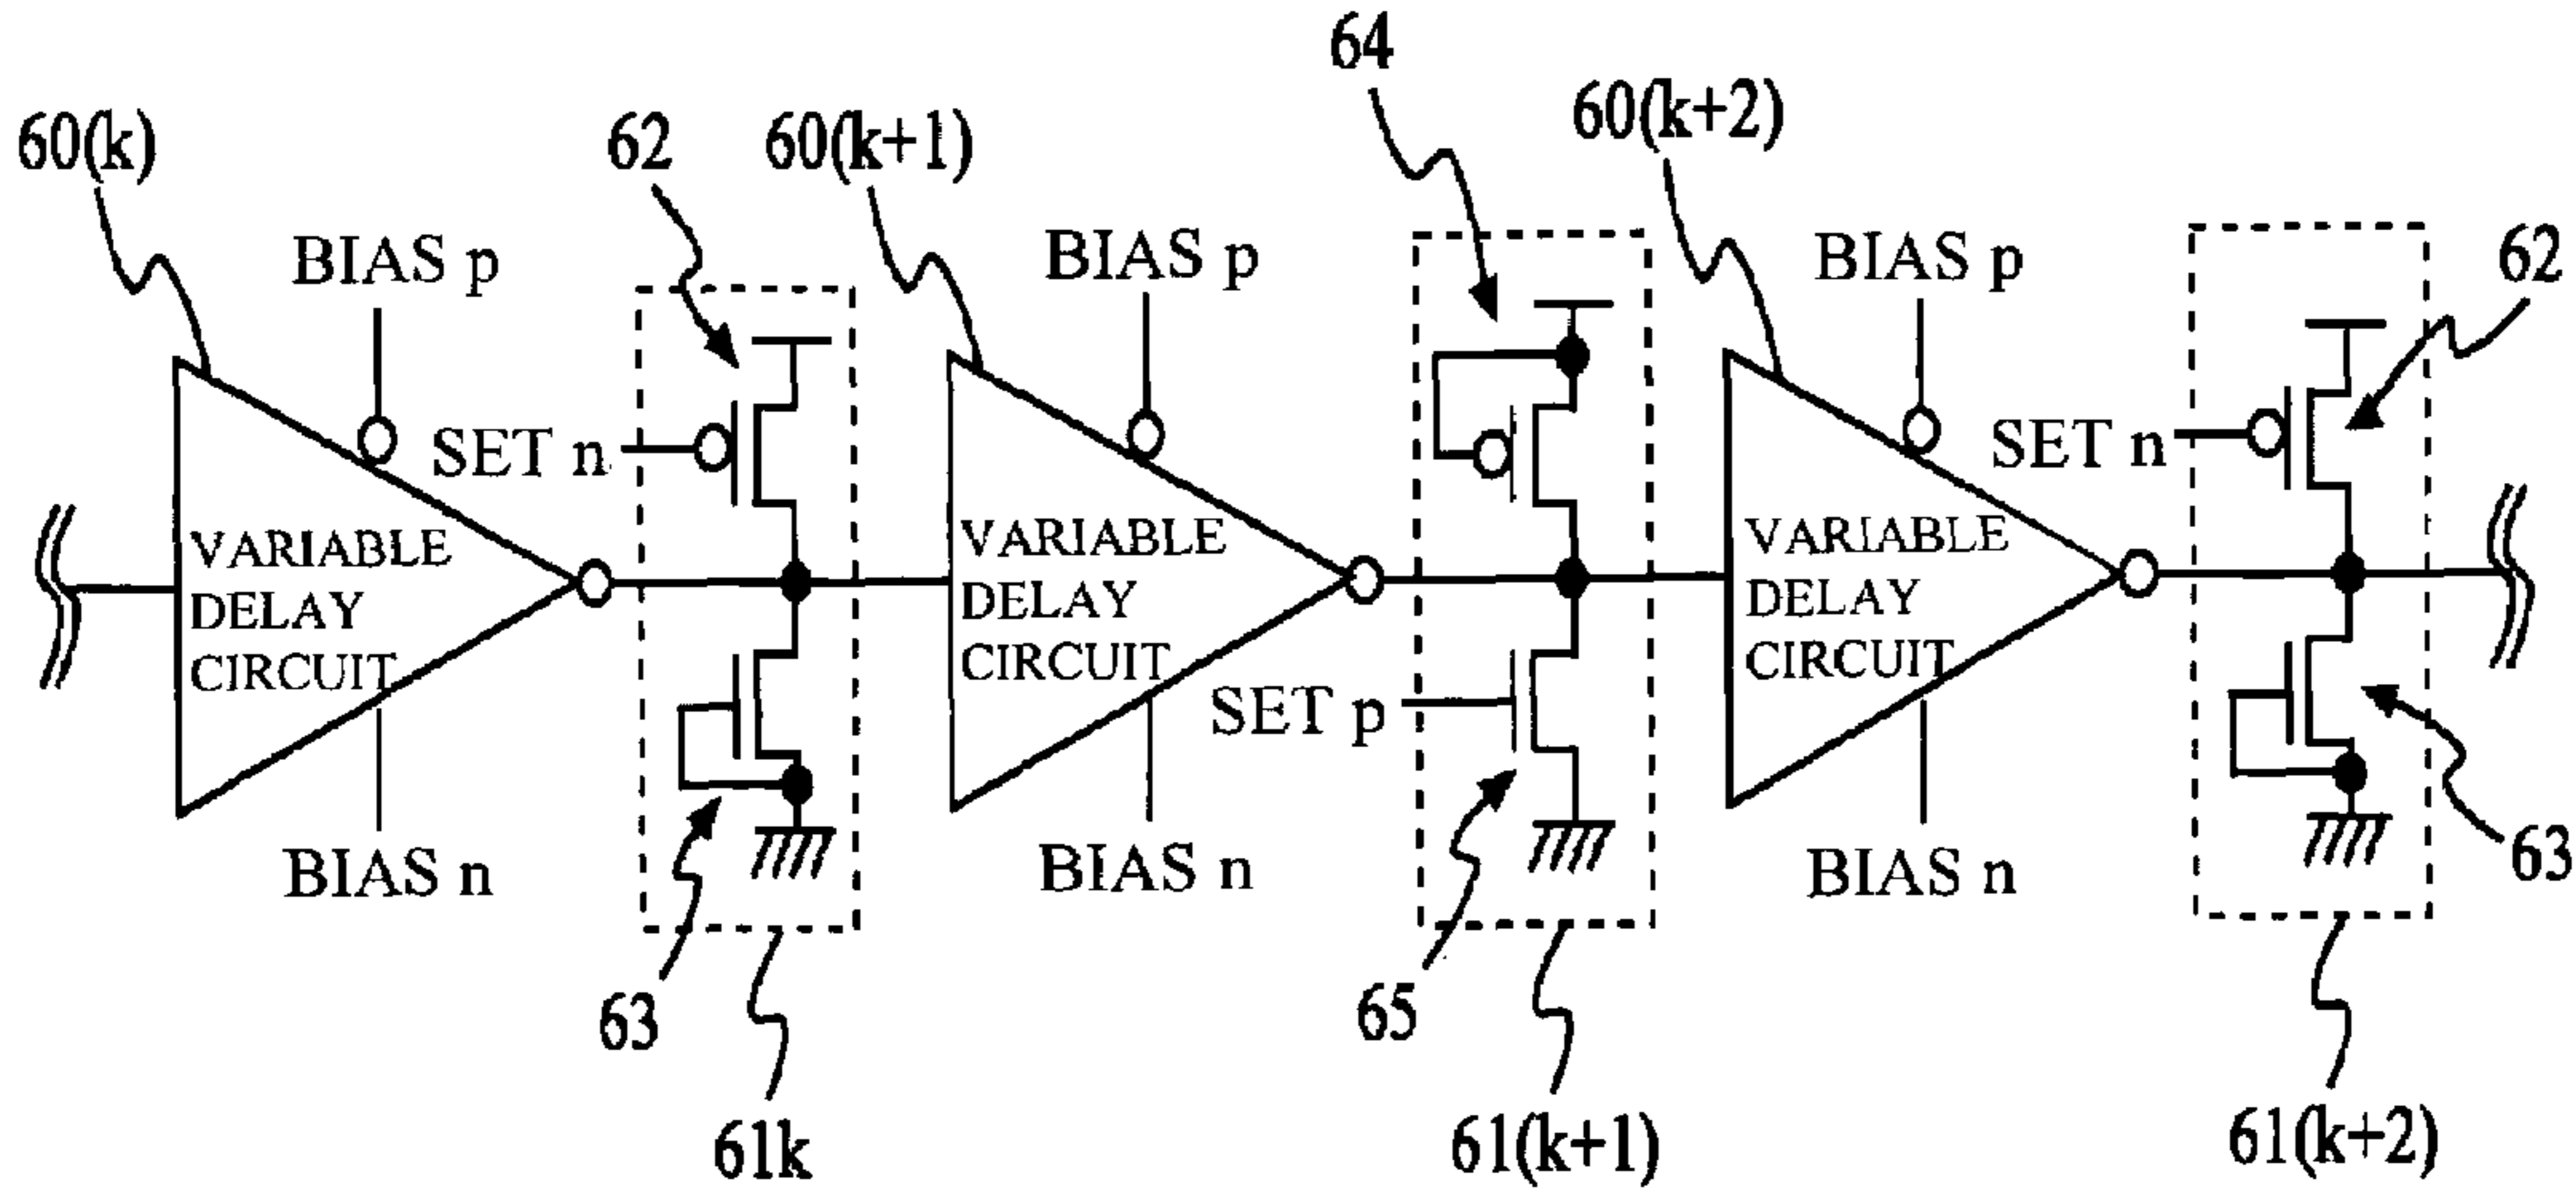 64
60(k)
62
60(k+1)
60(k+2)
62
BIAS p
BIAS p
BIAS p
SET n
SET n
VARIABLE
DELAY
CIRCUIT
VARIABLE
DELAY
CIRCUIT
VARIABLE
DELAY
CIRCUIT
SET p
BIAS n
BIAS n
BIAS n
63
63
65
61k
61(k+1)
61(k+2)